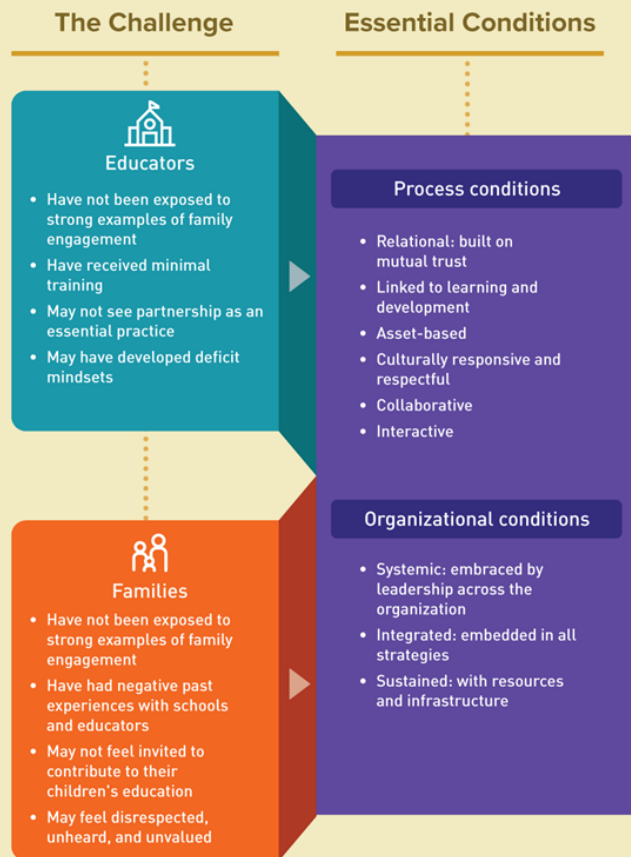 The Challenge
Educators
• Have not been exposed to
strong examples of family
engagement
• Have received minimal
training
• May not see partnership as an
essential practice
• May have developed deficit
mindsets
Families
• Have not been exposed to
strong examples of family
engagement
• Have had negative past
experiences with schools
and educators
• May not feel invited to
contribute to their
children's education
• May feel disrespected,
unheard, and unvalued
Essential Conditions
Process conditions
• Relational: built on
mutual trust
• Linked to learning and
development
• Asset-based
• Culturally responsive and
respectful
• Collaborative
• Interactive
Organizational conditions
• Systemic: embraced by
leadership across the
organization
• Integrated: embedded in all
strategies
• Sustained: with resources
and infrastructure